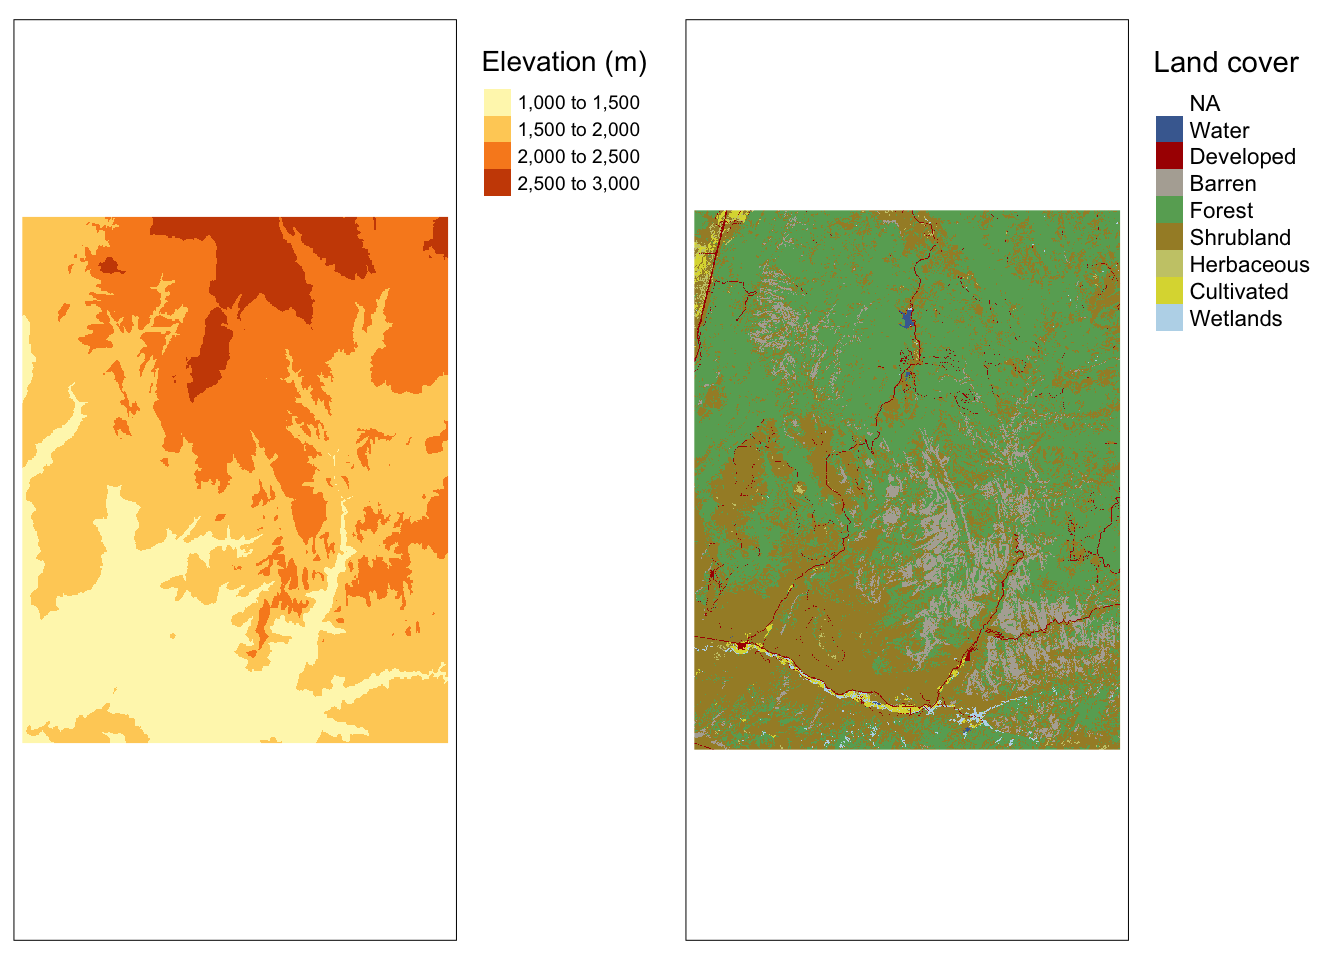 Elevation (m)
1,000 to 1,500
1,500 to 2,000
2,000 to 2,500
2,500 to 3,000
Land cover
NA
Water
Developed
Barren
Forest
Shrubland
Herbaceous
Cultivated
Wetlands